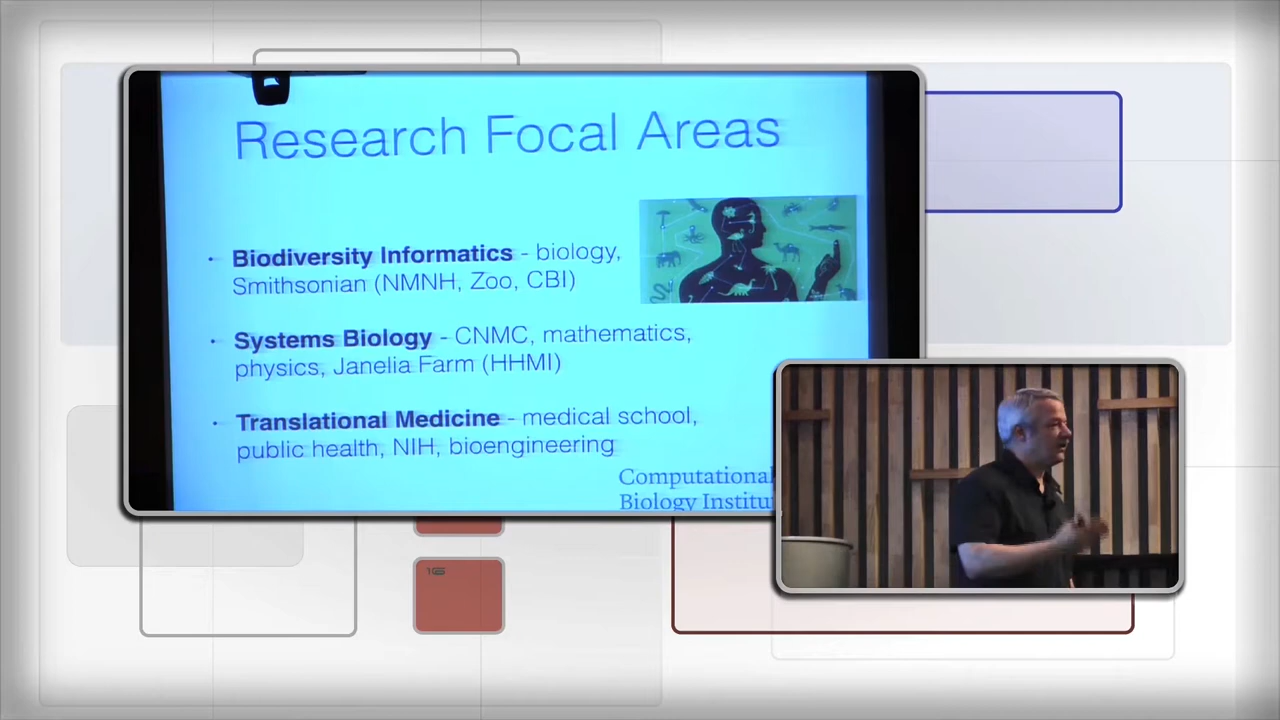 Research Focal Areas
• Biodiversity Informatics - biology,
Smithsonian (NMNH, Zoo, CBI)
• Systems Biology - CNMC, mathematics,
physics, Janelia Farm (HHMI)
• Translational Medicine - medical school,
public health, NIH, bioengineering
Computational
Biology Institu